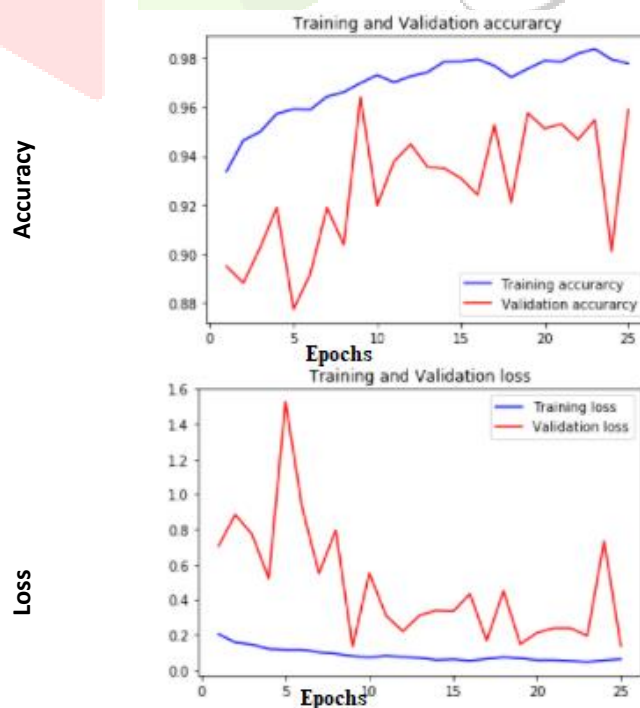 Training and Validation accurarcy
Accuracy
0.98
0.96
0.94
0.92
0.90
0.88
Training accurarcy
Validation accurarcy
0 5 10 15 20 25
Epochs
Training and Validation loss
Loss
1.6
1.4
1.2
1.0
0.8
0.6
0.4
0.2
0.0
Training loss
Validation loss
0 5 10 15 20 25
Epochs